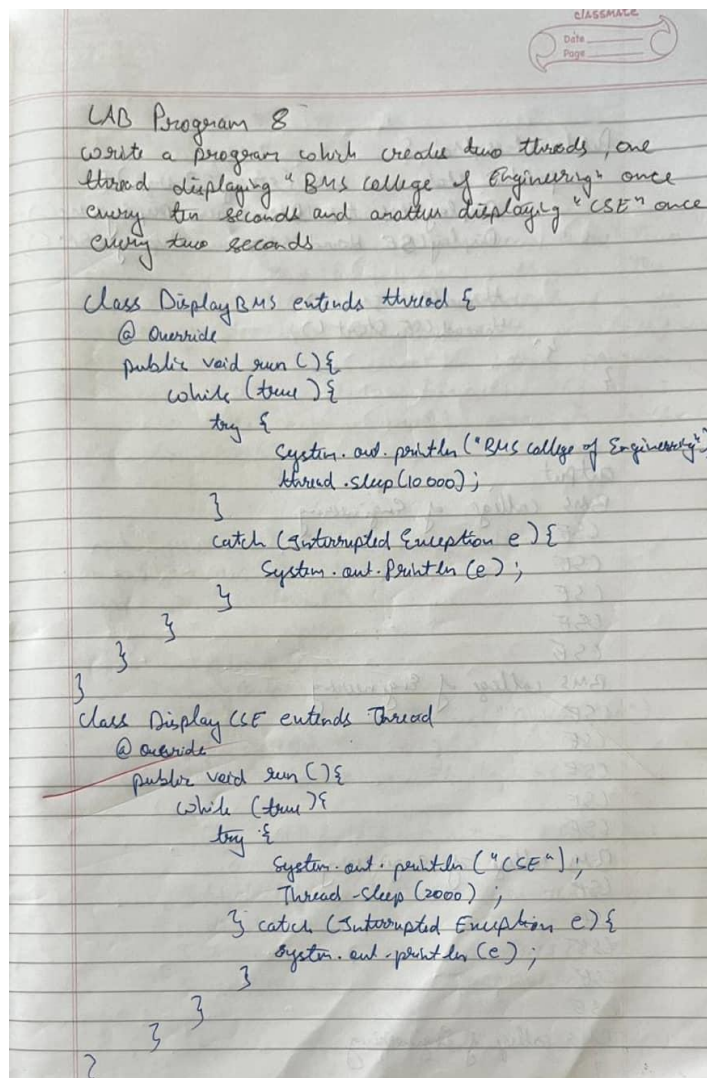 classmate
Date
Page
LAB Program 8
write a program which creates two threds, one
thread displaying "BMS college of Engineering" once
every ten seconds and another displaying "CSE" once
every two seconds
class DisplayBMS extends thread {
@ Override
public void run () {
while (true) {
try {
System.out.println ("BMS college of Engineering")
thread.sleep(10000);
}
catch (Interrupted Exception e) {
System.out.Println (e);
}
}
}
}
class Display CSE extends Thread
@ override
public void run () {
while (true) {
try {
System.out.println ("CSE");
Thread.sleep (2000);
} catch (Interrupted Exception e) {
System.out.println (e);
}
}
}
}